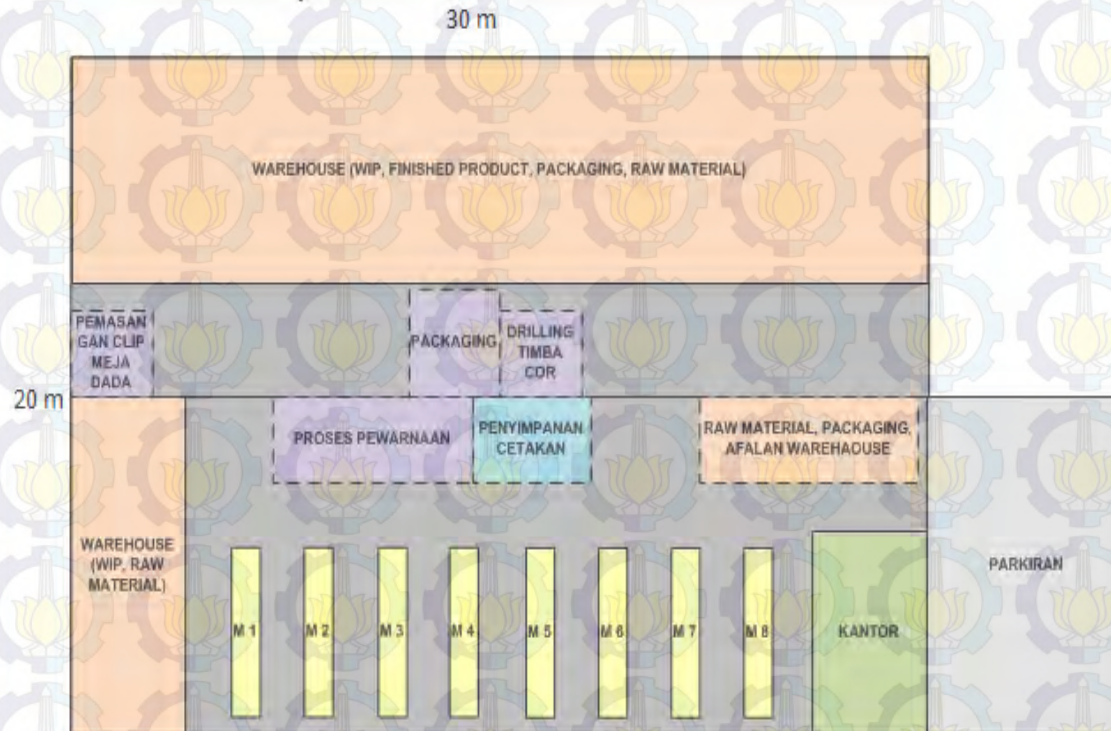 30 m
WAREHOUSE (WIP, FINISHED PRODUCT, PACKAGING, RAW MATERIAL)
PEMASAN
GAN CLIP
MEJA
DADA
PACKAGING
DRILLING
TIMBA
COR
20 m
PROSES PEWARNAAN
PENYIMPANAN
CETAKAN
RAW MATERIAL, PACKAGING,
AFALAN WAREHAOUSE
WAREHOUSE
(WIP, RAW
MATERIAL)
PARKIRAN
M 1
M 2
M 3
M 4
M 5
M 6
M 7
M 8
KANTOR